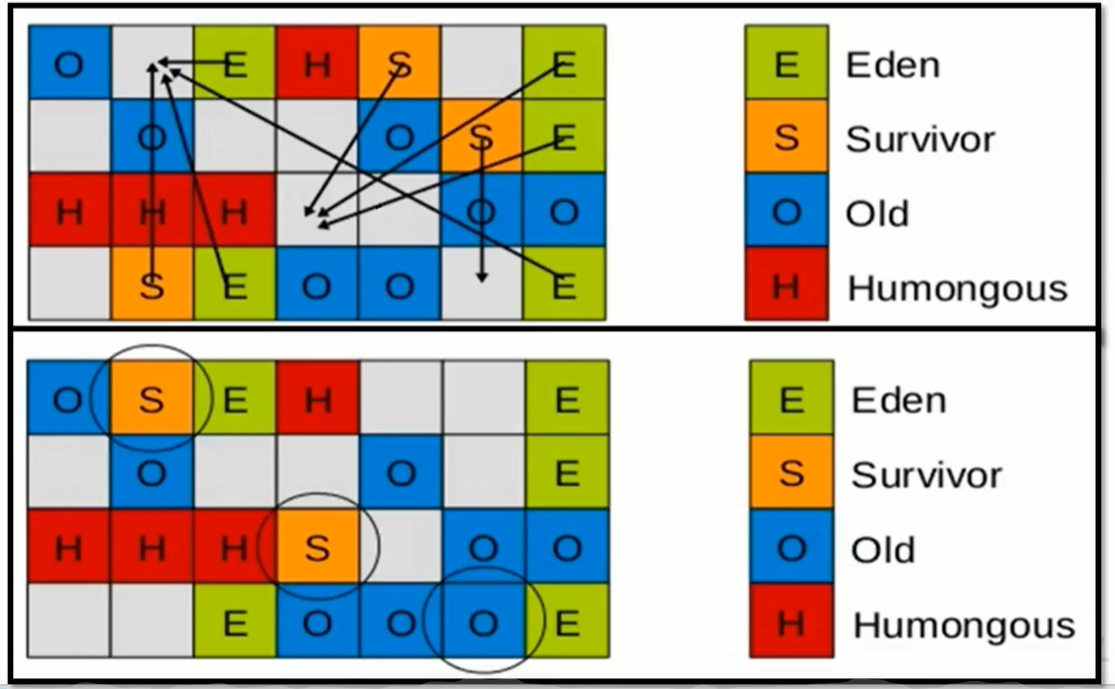 O E H S E E Eden
O O S E S Survivor
H H H O O O Old
S E O O E H Humongous
O S E H E E Eden
O O E S Survivor
H H H S O O O Old
E O O O E H Humongous